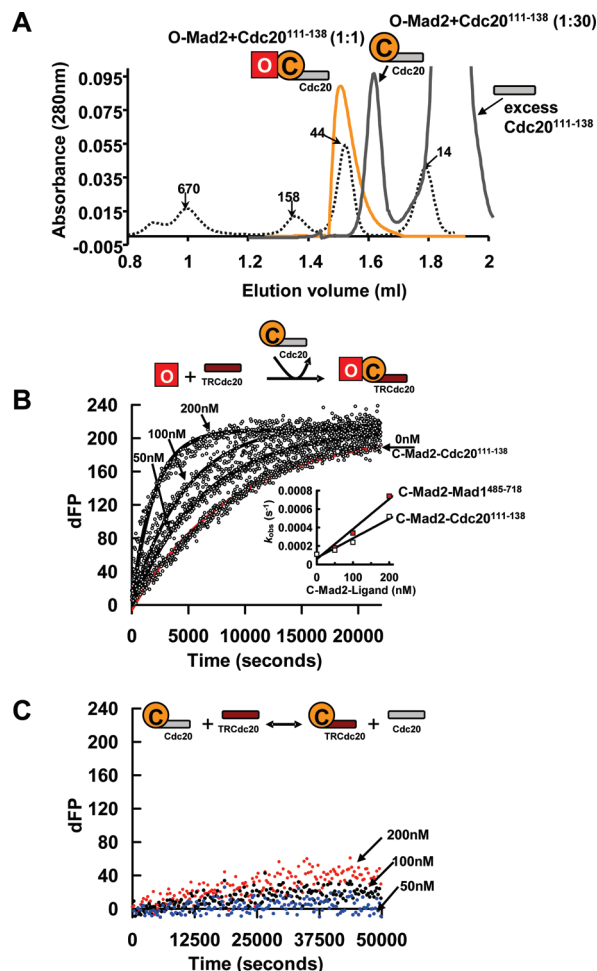 A
O-Mad2+Cdc20¹¹¹⁻¹³⁸ (1:30)
O-Mad2+Cdc20¹¹¹⁻¹³⁸ (1:1)
O C Cdc20
C Cdc20
excess
Cdc20¹¹¹⁻¹³⁸
Absorbance (280nm)
0.095
0.075
0.055
0.035
0.015
-0.005
670
158
44
14
0.8 1 1.2 1.4 1.6 1.8 2
Elution volume (ml)
C Cdc20
O + TRCdc20
O C TRCdc20
B
dFP
240
200
160
120
80
40
0
200nM
100nM
50nM
0nM
C-Mad2-Cdc20¹¹¹⁻¹³⁸
kobs (s⁻¹)
0.0008
0.0006
0.0004
0.0002
0
0 100 200
C-Mad2-Ligand (nM)
C-Mad2-Mad1⁴⁸⁵⁻⁷¹⁸
C-Mad2-Cdc20¹¹¹⁻¹³⁸
0 5000 10000 15000 20000
Time (seconds)
C
C Cdc20 + TRCdc20
C TRCdc20 + Cdc20
dFP
240
200
160
120
80
40
0
200nM
100nM
50nM
0 12500 25000 37500 50000
Time (seconds)